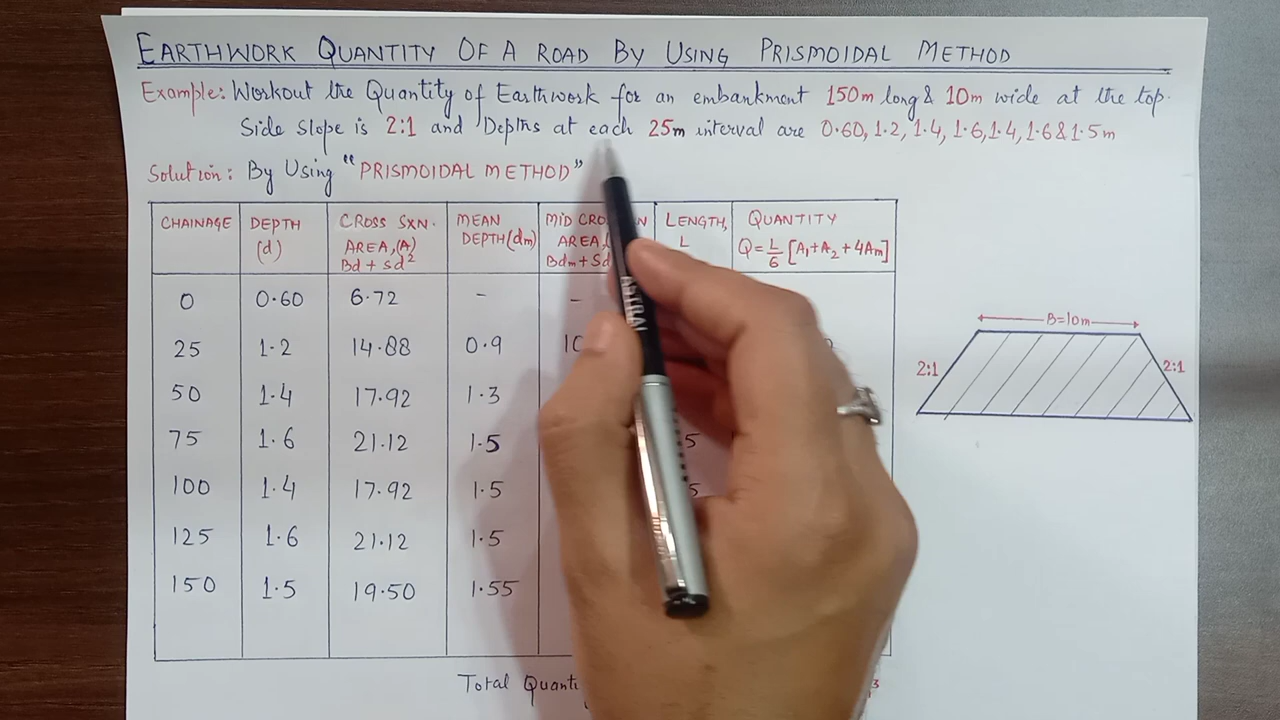 EARTHWORK QUANTITY OF A ROAD BY USING PRISMOIDAL METHOD
Example: Workout the Quantity of Earthwork for an embankment 150m long & 10m wide at the top.
Side slope is 2:1 and Depths at each 25m interval are 0.60, 1.2, 1.4, 1.6, 1.4, 1.6 & 1.5m
Solution: By Using "PRISMOIDAL METHOD"
CHAINAGE DEPTH (d) CROSS SXN. AREA, (A) Bd + Sd² MEAN DEPTH (dm) MID CRO N AREA, Bdm + Sd LENGTH, L QUANTITY Q = L/6 [A₁+A₂+4Am]
0 0.60 6.72 - -
25 1.2 14.88 0.9
50 1.4 17.92 1.3
75 1.6 21.12 1.5 5
100 1.4 17.92 1.5 5
125 1.6 21.12 1.5
150 1.5 19.50 1.55
Total Quanti
B=10m
2:1 2:1
ASTRAL